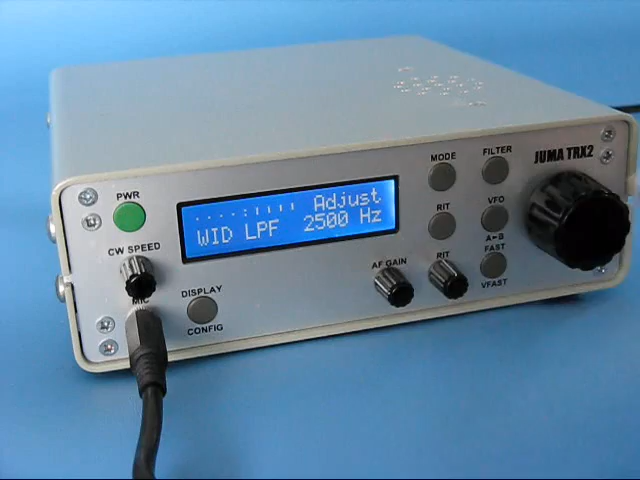 JUMA TRX2
PWR
CW SPEED
MIC
DISPLAY
CONFIG
Adjust
WID LPF 2500 Hz
AF GAIN
MODE
FILTER
RIT
VFO
A↔B
FAST
RIT
VFAST